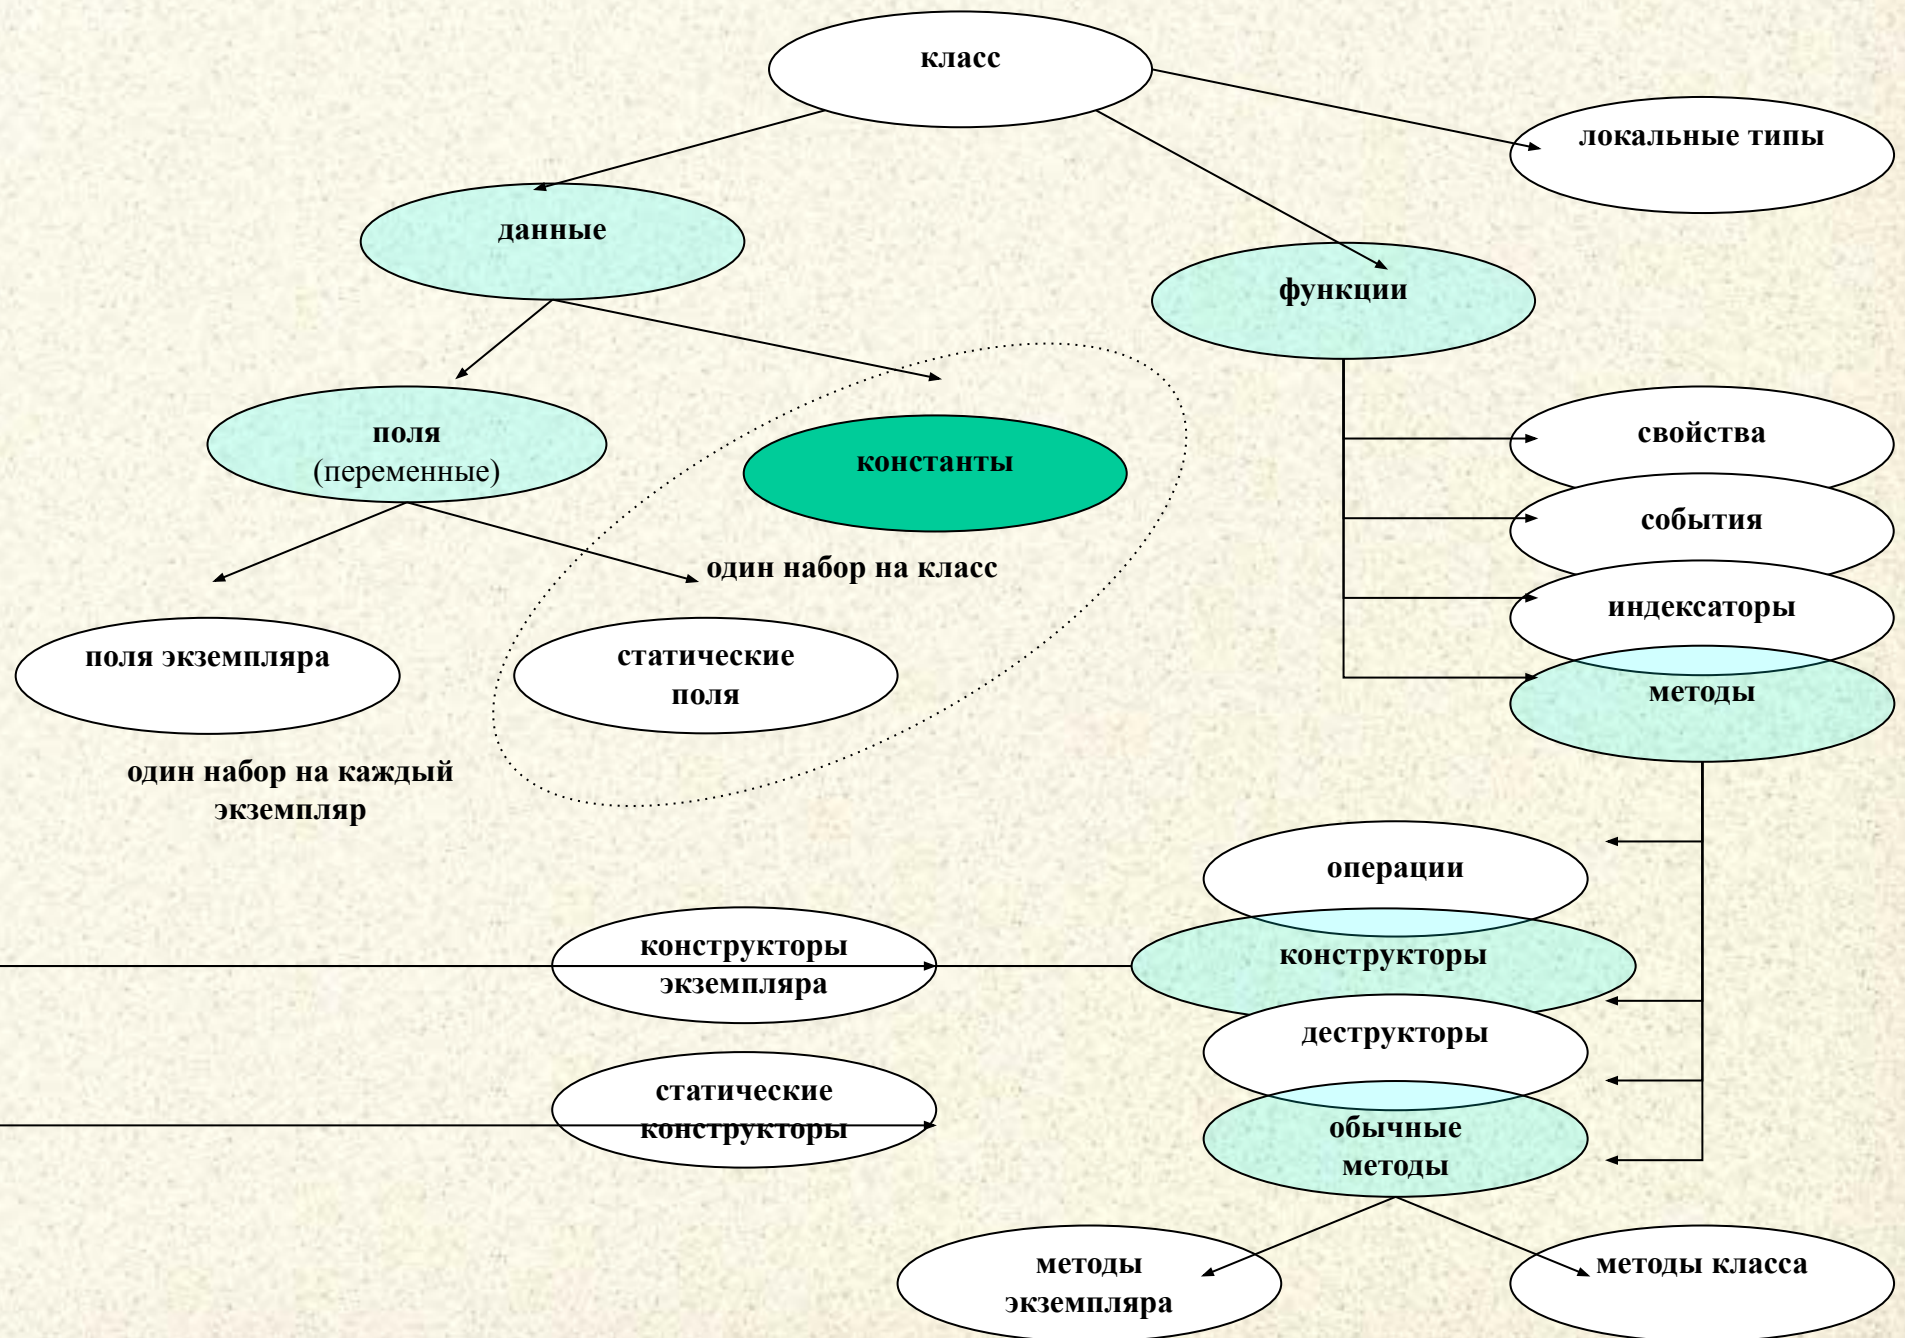 класс
локальные типы
данные
функции
поля
(переменные)
константы
свойства
события
один набор на класс
индексаторы
поля экземпляра
статические
поля
методы
один набор на каждый
экземпляр
операции
конструкторы
экземпляра
конструкторы
деструкторы
статические
конструкторы
обычные
методы
методы
экземпляра
методы класса